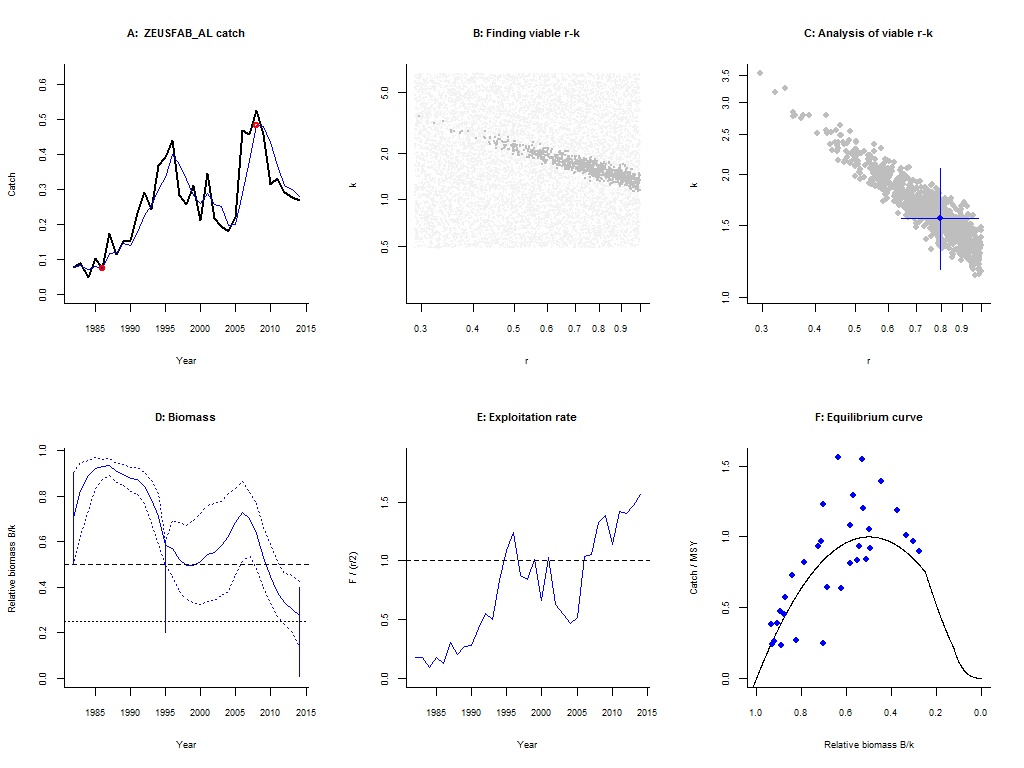 A: ZEUSFAB_AL catch
B: Finding viable r-k
C: Analysis of viable r-k
Catch
0.0 0.1 0.2 0.3 0.4 0.5 0.6
1985 1990 1995 2000 2005 2010 2015
Year
k
0.5 1.0 2.0 5.0
0.3 0.4 0.5 0.6 0.7 0.8 0.9
r
k
1.0 1.5 2.0 2.5 3.0 3.5
0.3 0.4 0.5 0.6 0.7 0.8 0.9
r
D: Biomass
E: Exploitation rate
F: Equilibrium curve
Relative biomass B/k
0.0 0.2 0.4 0.6 0.8 1.0
1985 1990 1995 2000 2005 2010 2015
Year
F / (r/2)
0.0 0.5 1.0 1.5
1985 1990 1995 2000 2005 2010 2015
Year
Catch / MSY
0.0 0.5 1.0 1.5
1.0 0.8 0.6 0.4 0.2 0.0
Relative biomass B/k